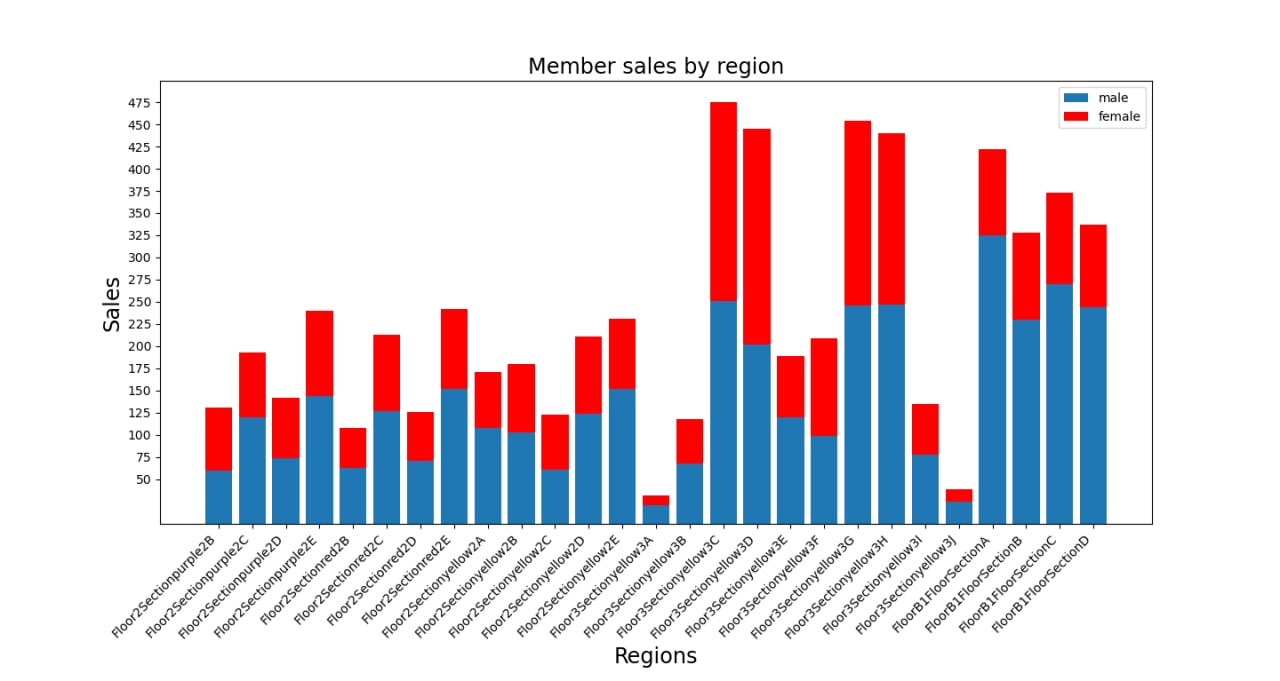 Member sales by region
male
female
Sales
475
450
425
400
375
350
325
300
275
250
225
200
175
150
125
100
75
50
Floor2Sectionpurple2B
Floor2Sectionpurple2C
Floor2Sectionpurple2D
Floor2Sectionpurple2E
Floor2Sectionred2B
Floor2Sectionred2C
Floor2Sectionred2D
Floor2Sectionred2E
Floor2Sectionyellow2A
Floor2Sectionyellow2B
Floor2Sectionyellow2C
Floor2Sectionyellow2D
Floor2Sectionyellow2E
Floor3Sectionyellow3A
Floor3Sectionyellow3B
Floor3Sectionyellow3C
Floor3Sectionyellow3D
Floor3Sectionyellow3E
Floor3Sectionyellow3F
Floor3Sectionyellow3G
Floor3Sectionyellow3H
Floor3Sectionyellow3I
Floor3Sectionyellow3J
FloorB1FloorSectionA
FloorB1FloorSectionB
FloorB1FloorSectionC
FloorB1FloorSectionD
Regions